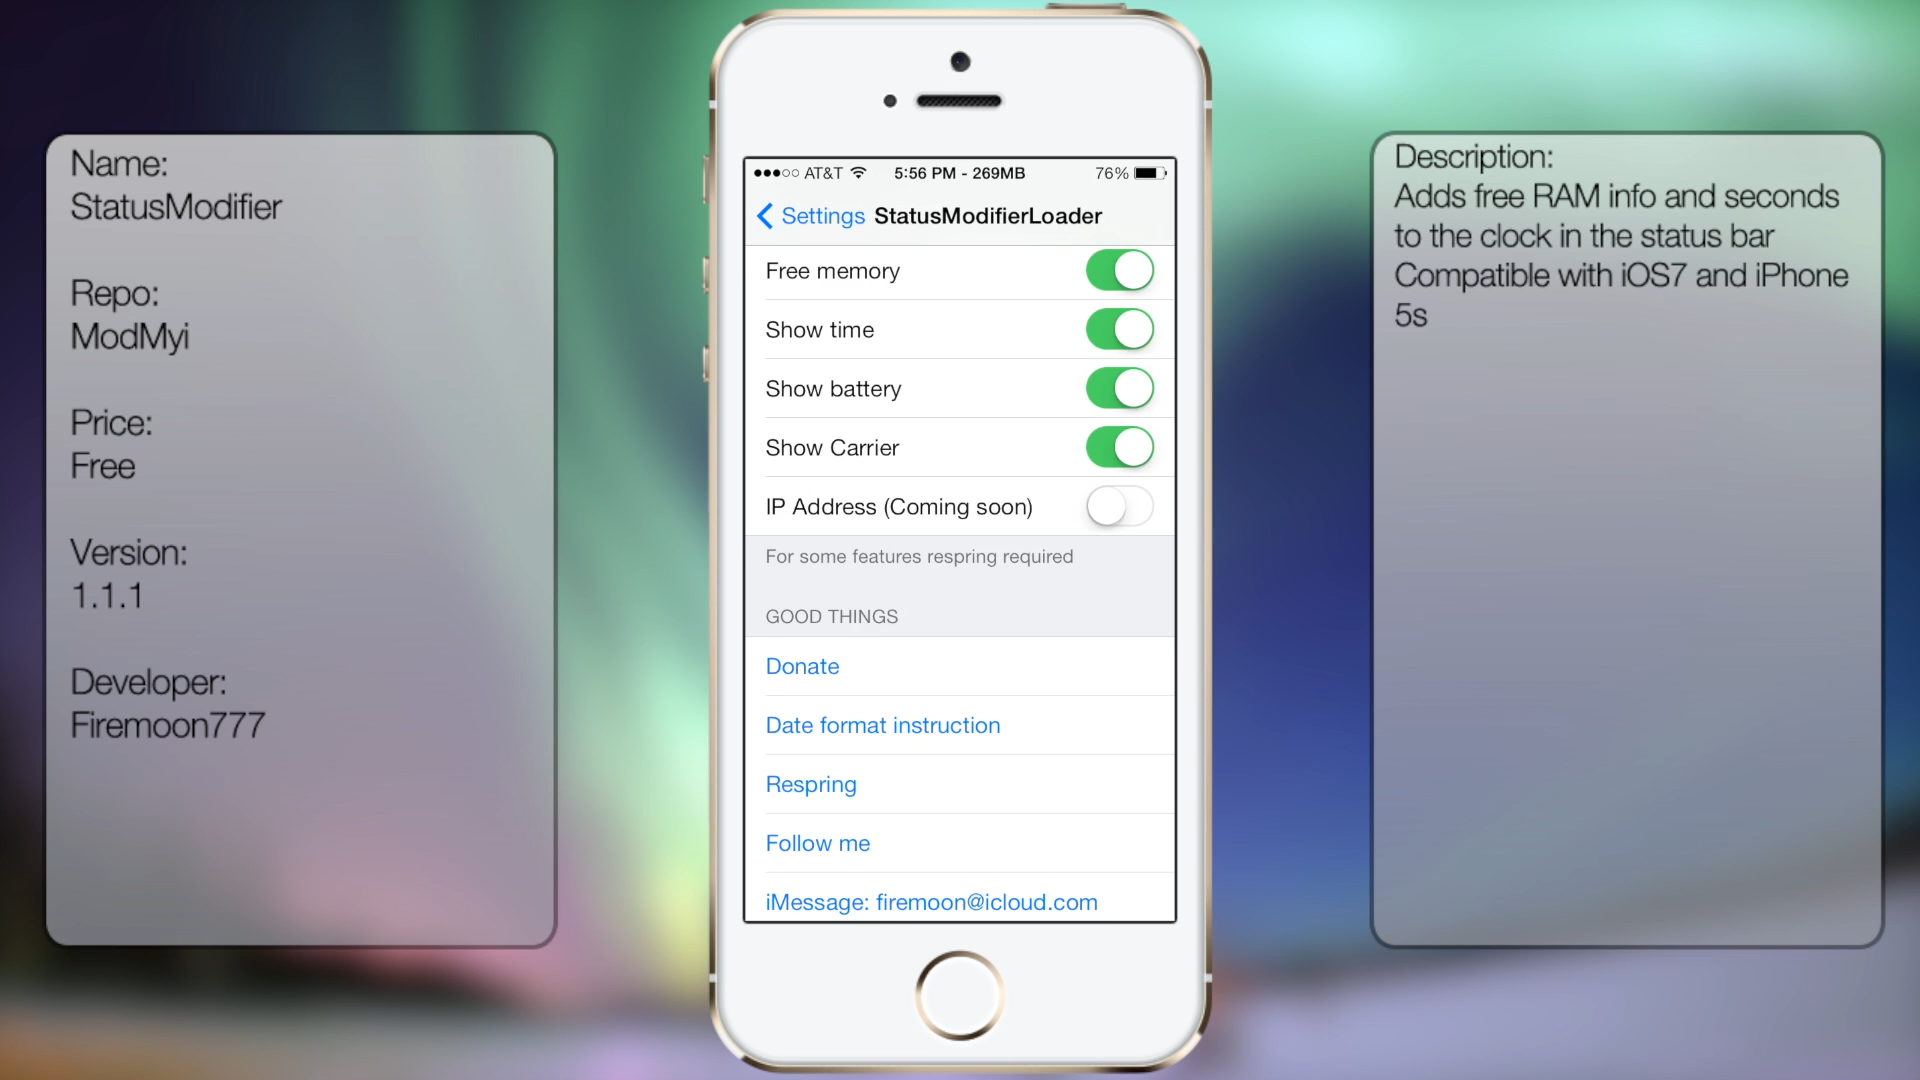 Name:
StatusModifier
Repo:
ModMyi
Price:
Free
Version:
1.1.1
Developer:
Firemoon777
AT&T 5:56 PM - 269MB 76%
Settings StatusModifierLoader
Free memory
Show time
Show battery
Show Carrier
IP Address (Coming soon)
For some features respring required
GOOD THINGS
Donate
Date format instruction
Respring
Follow me
iMessage: firemoon@icloud.com
Description:
Adds free RAM info and seconds
to the clock in the status bar
Compatible with iOS7 and iPhone
5s